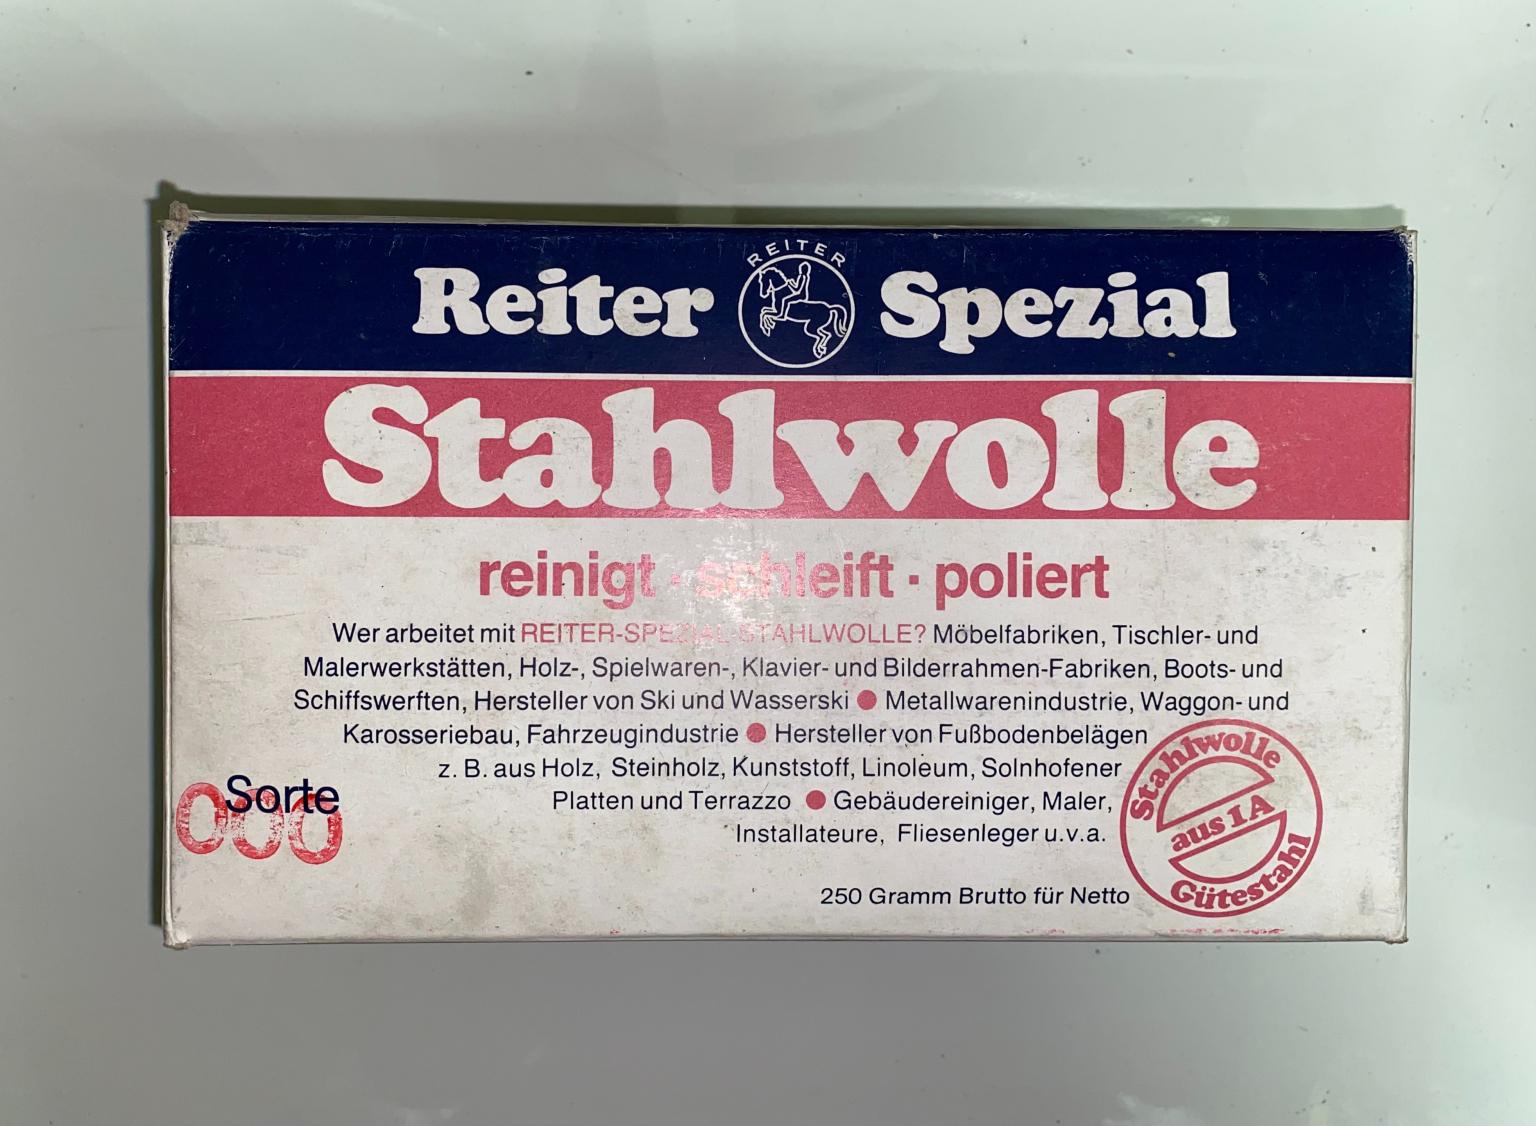 REITER
Reiter Spezial
Stahlwolle
reinigt · schleift · poliert
Wer arbeitet mit REITER-SPEZIAL-STAHLWOLLE? Möbelfabriken, Tischler- und
Malerwerkstätten, Holz-, Spielwaren-, Klavier- und Bilderrahmen-Fabriken, Boots- und
Schiffswerften, Hersteller von Ski und Wasserski ● Metallwarenindustrie, Waggon- und
Karosseriebau, Fahrzeugindustrie ● Hersteller von Fußbodenbelägen
z. B. aus Holz, Steinholz, Kunststoff, Linoleum, Solnhofener
Platten und Terrazzo ● Gebäudereiniger, Maler,
Installateure, Fliesenleger u.v.a.
Sorte
000
Stahlwolle
aus 1A
Gütestahl
250 Gramm Brutto für Netto